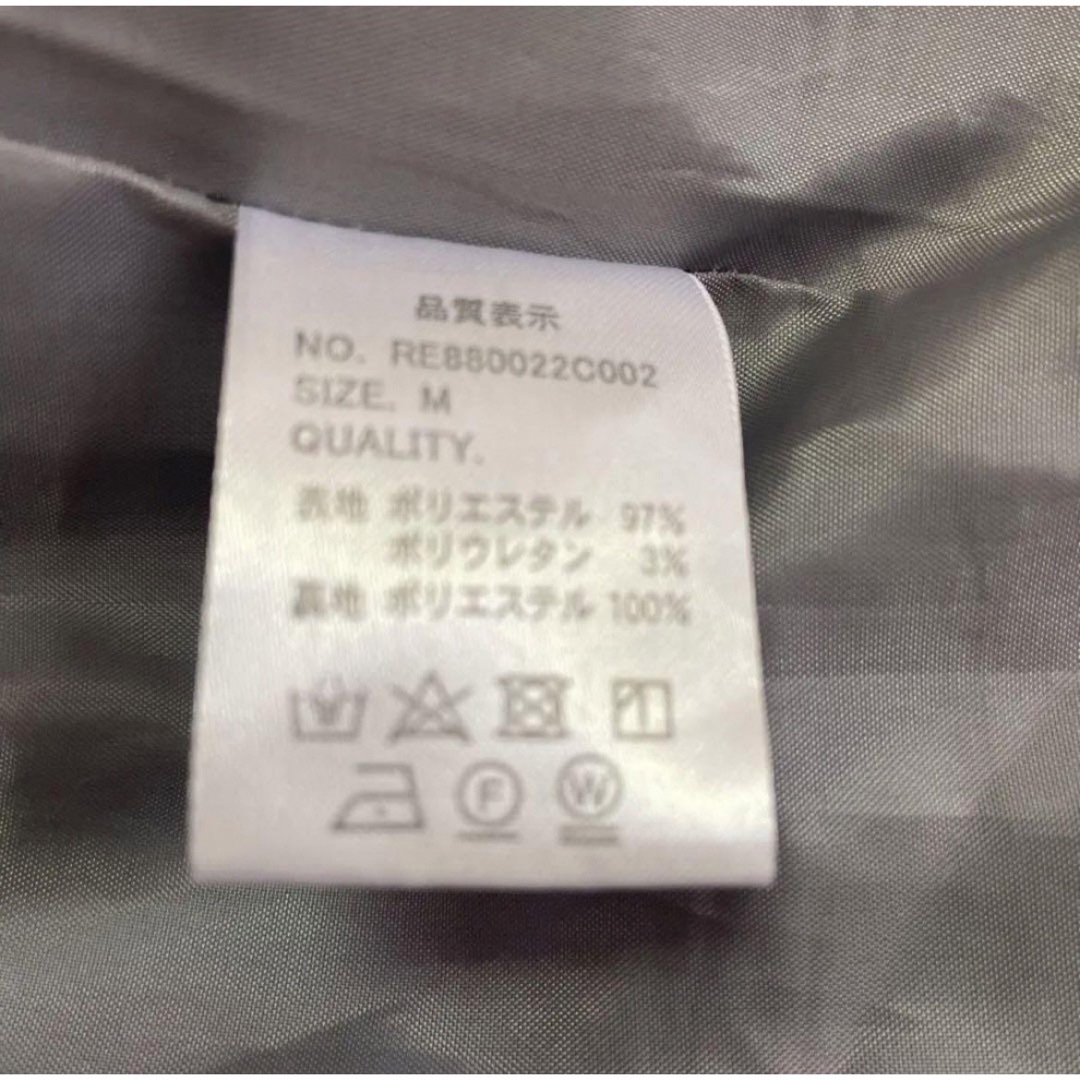 品質表示
NO. RE880022C002
SIZE. M
QUALITY.
表地 ポリエステル 97%
ポリウレタン 3%
裏地 ポリエステル 100%
F W